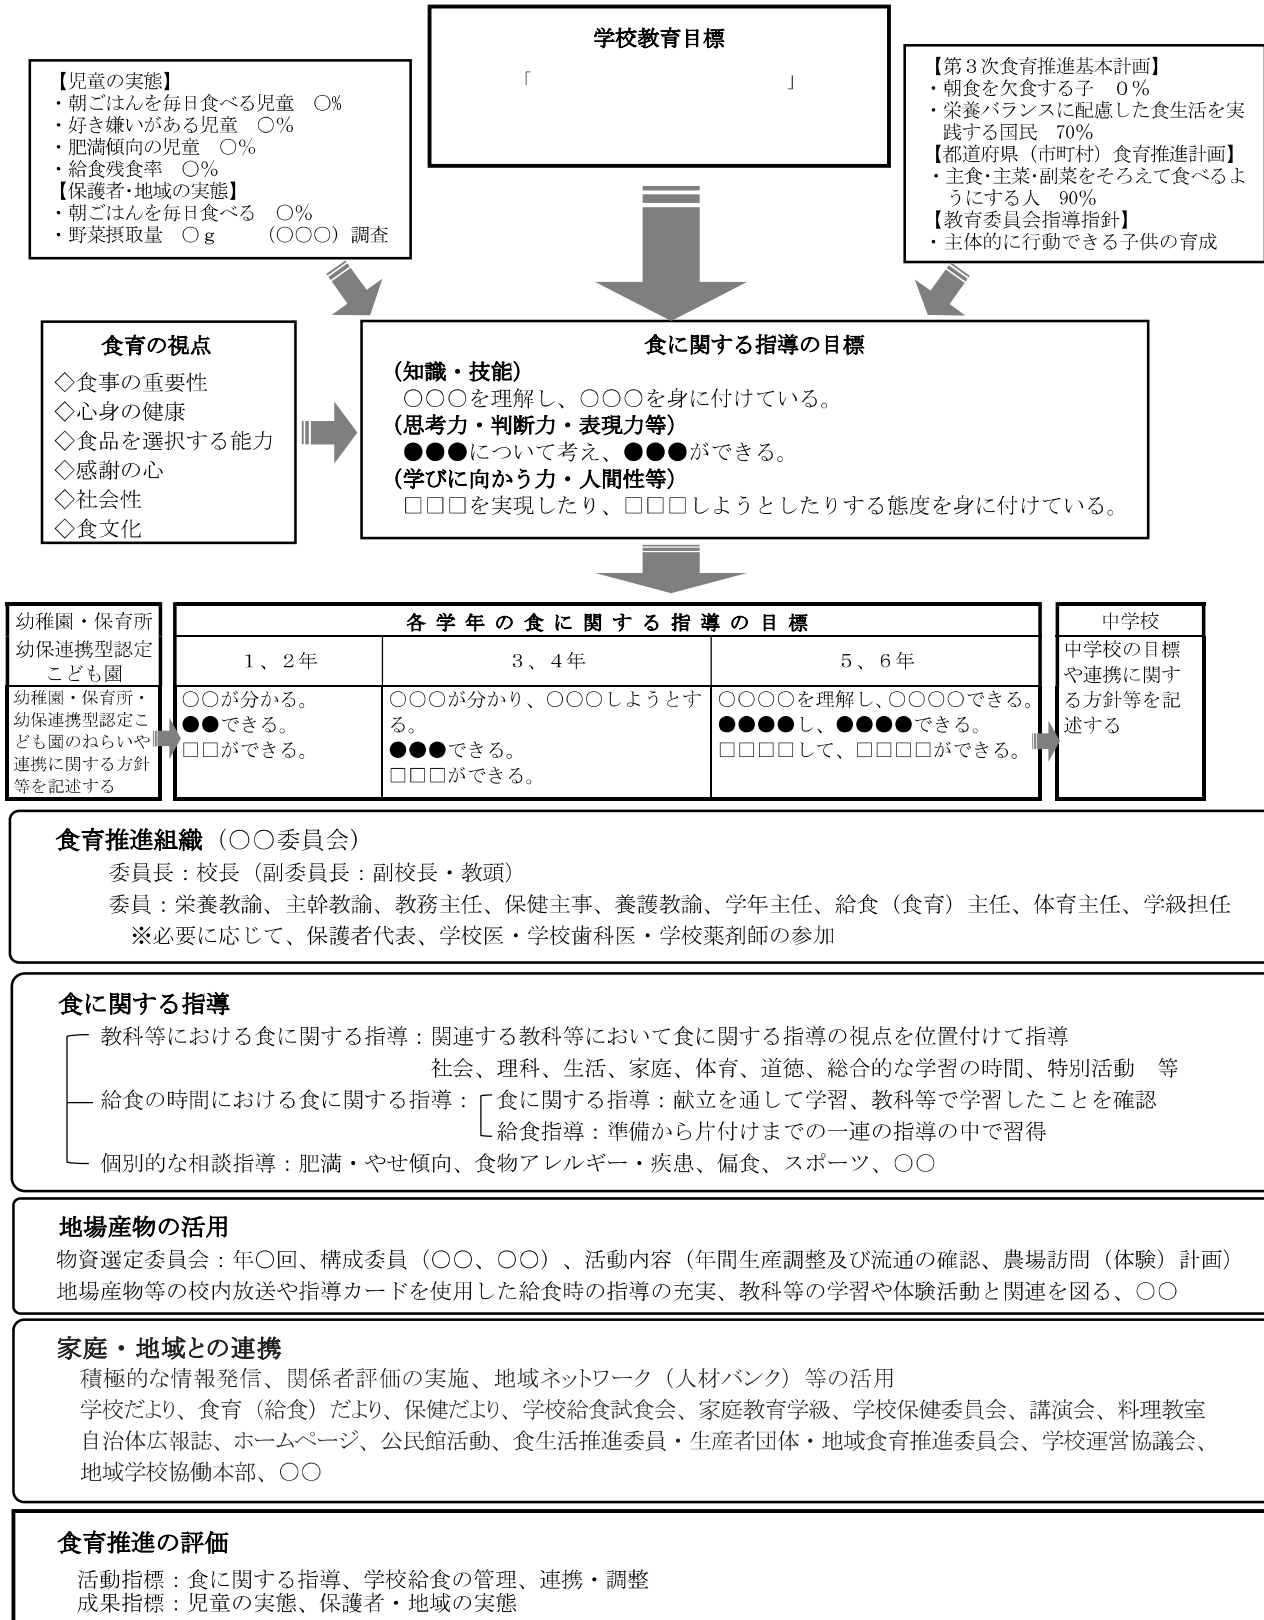 学校教育目標
「　　　　　　　　　　　　」
【児童の実態】
・朝ごはんを毎日食べる児童　○%
・好き嫌いがある児童　○%
・肥満傾向の児童　○%
・給食残食率　○%
【保護者・地域の実態】
・朝ごはんを毎日食べる　○%
・野菜摂取量　○ｇ　　（○○○）調査
【第３次食育推進基本計画】
・朝食を欠食する子　０％
・栄養バランスに配慮した食生活を実
践する国民　70%
【都道府県（市町村）食育推進計画】
・主食・主菜・副菜をそろえて食べるよ
うにする人　90%
【教育委員会指導指針】
・主体的に行動できる子供の育成
食育の視点
◇食事の重要性
◇心身の健康
◇食品を選択する能力
◇感謝の心
◇社会性
◇食文化
食に関する指導の目標
（知識・技能）
○○○を理解し、○○○を身に付けている。
（思考力・判断力・表現力等）
●●●について考え、●●●ができる。
（学びに向かう力・人間性等）
□□□を実現したり、□□□しようとしたりする態度を身に付けている。
幼稚園・保育所
幼保連携型認定
こども園
幼稚園・保育所・
幼保連携型認定こ
ども園のねらいや
連携に関する方針
等を記述する
各学年の食に関する指導の目標
１、２年
３、４年
５、６年
○○が分かる。
●●できる。
□□ができる。
○○○が分かり、○○○しようとす
る。
●●●できる。
□□□ができる。
○○○○を理解し、○○○○できる。
●●●●し、●●●●できる。
□□□□して、□□□□ができる。
中学校
中学校の目標
や連携に関す
る方針等を記
述する
食育推進組織（○○委員会）
委員長：校長（副委員長：副校長・教頭）
委員：栄養教諭、主幹教諭、教務主任、保健主事、養護教諭、学年主任、給食（食育）主任、体育主任、学級担任
※必要に応じて、保護者代表、学校医・学校歯科医・学校薬剤師の参加
食に関する指導
教科等における食に関する指導：関連する教科等において食に関する指導の視点を位置付けて指導
社会、理科、生活、家庭、体育、道徳、総合的な学習の時間、特別活動　等
給食の時間における食に関する指導：食に関する指導：献立を通して学習、教科等で学習したことを確認
給食指導：準備から片付けまでの一連の指導の中で習得
個別的な相談指導：肥満・やせ傾向、食物アレルギー・疾患、偏食、スポーツ、○○
地場産物の活用
物資選定委員会：年○回、構成委員（○○、○○）、活動内容（年間生産調整及び流通の確認、農場訪問（体験）計画）
地場産物等の校内放送や指導カードを使用した給食時の指導の充実、教科等の学習や体験活動と関連を図る、○○
家庭・地域との連携
積極的な情報発信、関係者評価の実施、地域ネットワーク（人材バンク）等の活用
学校だより、食育（給食）だより、保健だより、学校給食試食会、家庭教育学級、学校保健委員会、講演会、料理教室
自治体広報誌、ホームページ、公民館活動、食生活推進委員・生産者団体・地域食育推進委員会、学校運営協議会、
地域学校協働本部、○○
食育推進の評価
活動指標：食に関する指導、学校給食の管理、連携・調整
成果指標：児童の実態、保護者・地域の実態